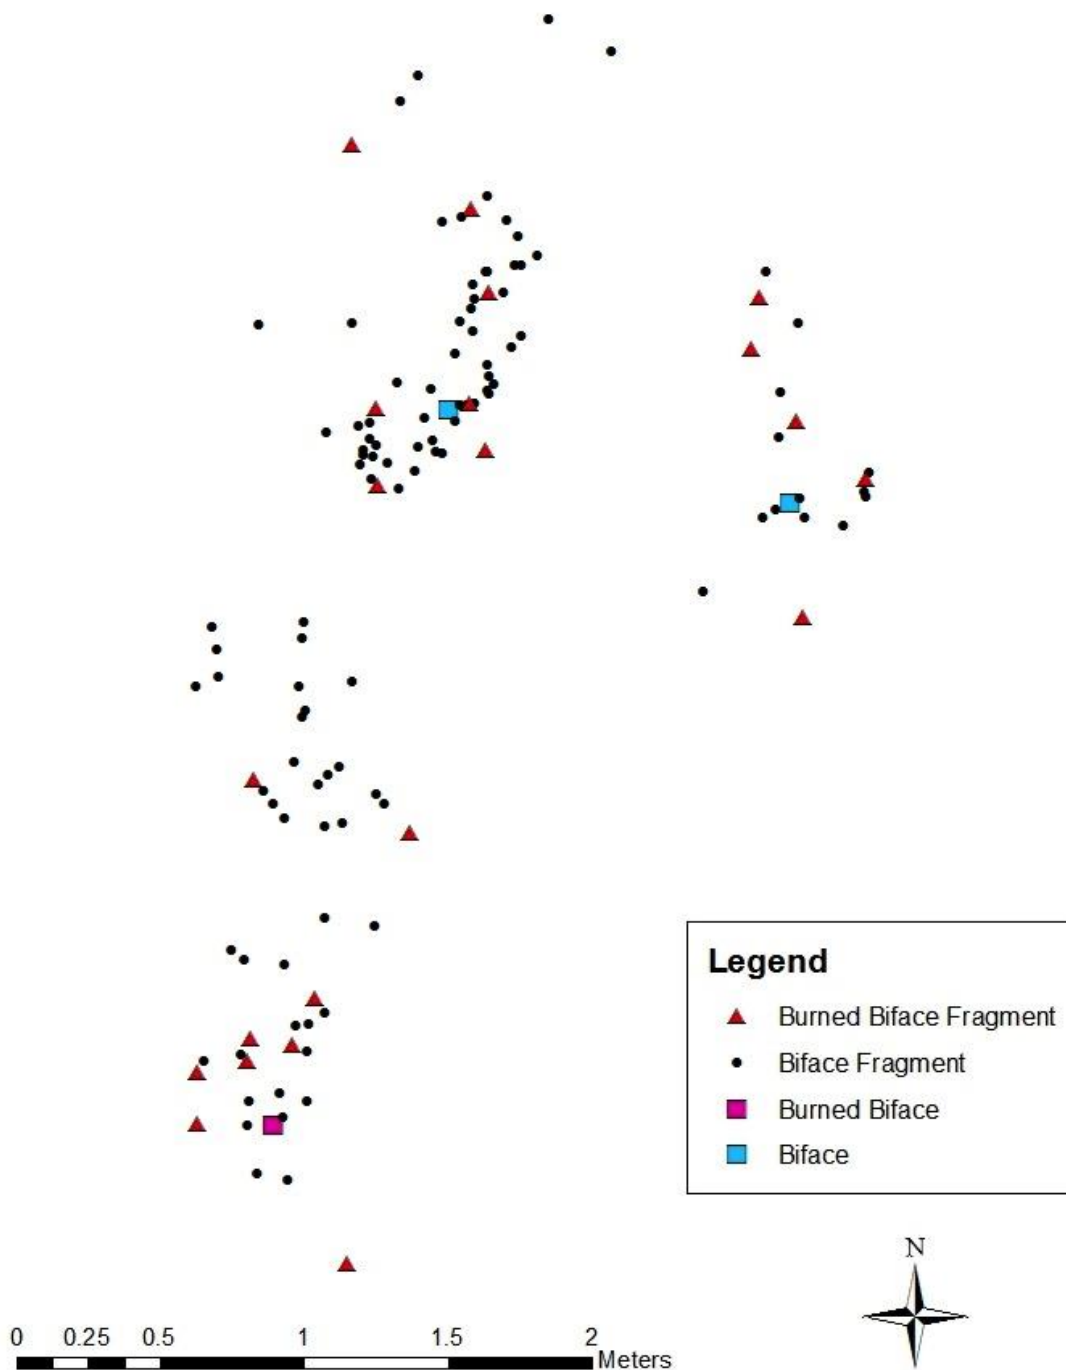 Legend
Burned Biface Fragment
Biface Fragment
Burned Biface
Biface
N
0 0.25 0.5 1 1.5 2
Meters